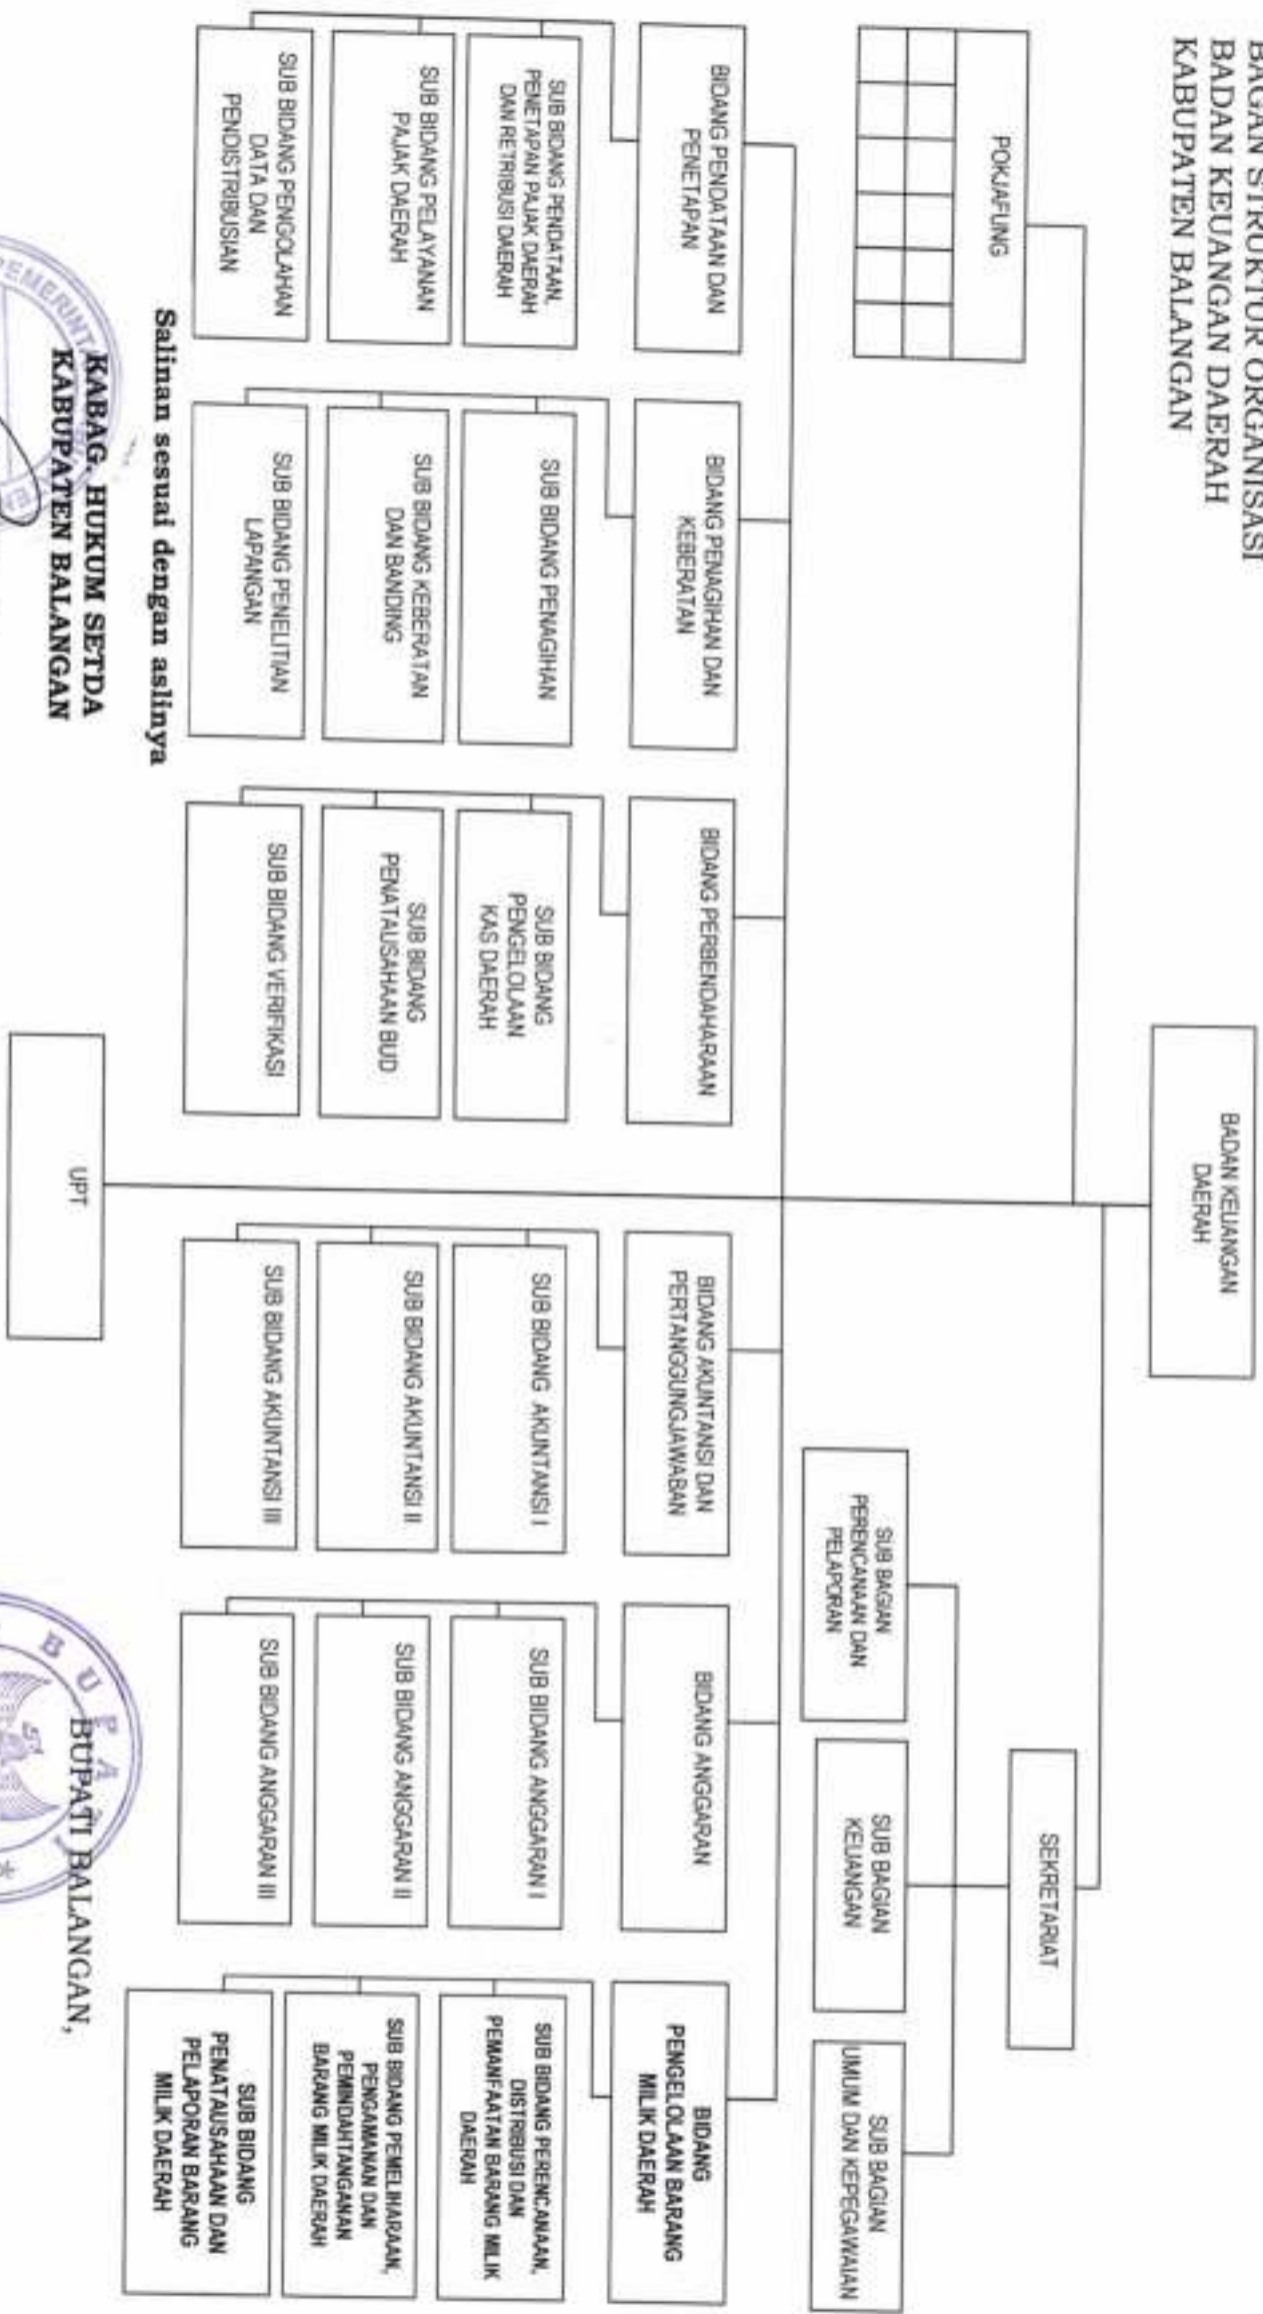 BAGAN STRUKTUR ORGANISASI
BADAN KEUANGAN DAERAH
KABUPATEN BALANGAN
BADAN KEUANGAN
DAERAH
POKJAFUNG
SEKRETARIAT
SUB BAGIAN
PERENCANAAN DAN
PELAPORAN
SUB BAGIAN
KEUANGAN
SUB BAGIAN
UMUM DAN KEPEGAWAIAN
BIDANG PENDATAAN DAN
PENETAPAN
SUB BIDANG PENDATAAN,
PENETAPAN PAJAK DAERAH
DAN RETRIBUSI DAERAH
SUB BIDANG PELAYANAN
PAJAK DAERAH
SUB BIDANG PENGOLAHAN
DATA DAN
PENDISTRIBUSIAN
BIDANG PENAGIHAN DAN
KEBERATAN
SUB BIDANG PENAGIHAN
SUB BIDANG KEBERATAN
DAN BANDING
SUB BIDANG PENELITIAN
LAPANGAN
BIDANG PERBENDAHARAAN
SUB BIDANG
PENGELOLAAN
KAS DAERAH
SUB BIDANG
PENATAUSAHAAN BUD
SUB BIDANG VERIFIKASI
BIDANG AKUNTANSI DAN
PERTANGGUNGJAWABAN
SUB BIDANG AKUNTANSI I
SUB BIDANG AKUNTANSI II
SUB BIDANG AKUNTANSI III
BIDANG ANGGARAN
SUB BIDANG ANGGARAN I
SUB BIDANG ANGGARAN II
SUB BIDANG ANGGARAN III
BIDANG
PENGELOLAAN BARANG
MILIK DAERAH
SUB BIDANG PERENCANAAN,
DISTRIBUSI DAN
PEMANFAATAN BARANG MILIK
DAERAH
SUB BIDANG PEMELIHARAAN,
PENGAMANAN DAN
PEMINDAHTANGANAN
BARANG MILIK DAERAH
SUB BIDANG
PENATAUSAHAAN DAN
PELAPORAN BARANG
MILIK DAERAH
UPT
Salinan sesuai dengan aslinya
KABAG. HUKUM SETDA
KABUPATEN BALANGAN
PEMERINTA
BUPATI BALANGAN,
BUPATI